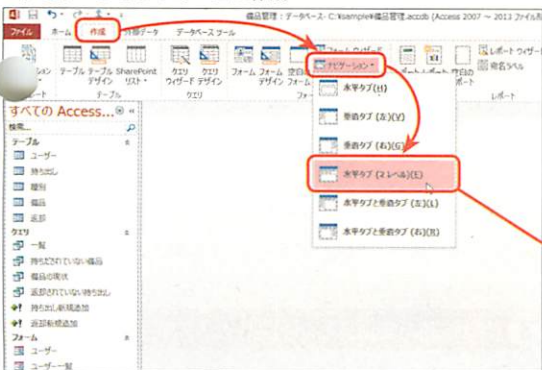 備品管理：データベース- C:¥sample¥備品管理.accdb (Access 2007 ～ 2013 ファイル形
ファイル ホーム 作成 外部データ データベース ツール
テーブル テーブル デザイン SharePoint リスト▾ クエリ ウィザード クエリ デザイン フォーム フォーム デザイン 空白の フォーム フォーム ウィザード ナビゲーション▾ レポート 空白の レポート レポート ウィザー 宛名ラベル
テーブル クエリ レポート
すべての Access...
検索...
テーブル
ユーザー
持ち出し
種別
備品
返却
クエリ
一覧
持ち出されていない備品
備品の現状
返却されていない持ち出し
持ち出し新規追加
返却新規追加
フォーム
ユーザー
ユーザー一覧
水平タブ(H)
垂直タブ (左)(V)
垂直タブ (右)(G)
水平タブ (2 レベル)(E)
水平タブと垂直タブ (左)(L)
水平タブと垂直タブ (右)(R)